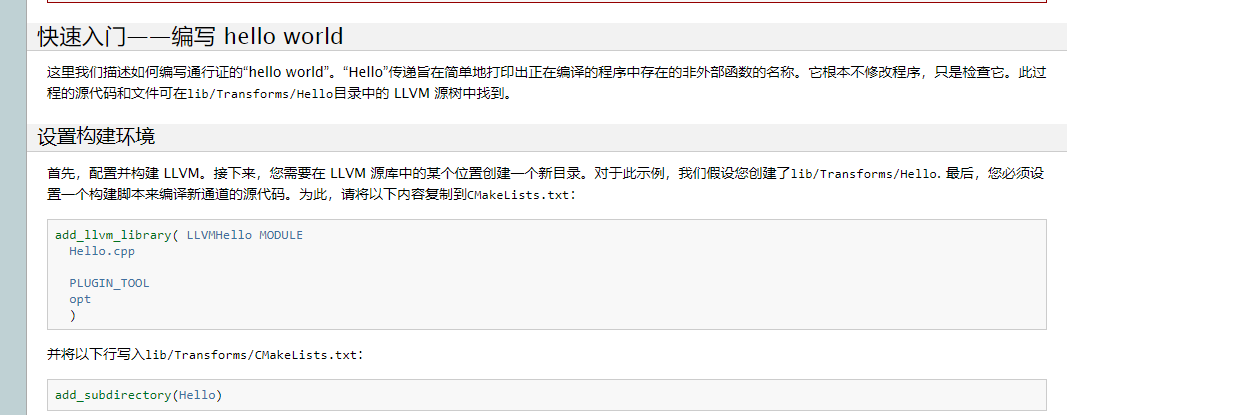 快速入门——编写 hello world
这里我们描述如何编写通行证的“hello world”。“Hello”传递旨在简单地打印出正在编译的程序中存在的非外部函数的名称。它根本不修改程序，只是检查它。此过
程的源代码和文件可在lib/Transforms/Hello目录中的 LLVM 源树中找到。
设置构建环境
首先，配置并构建 LLVM。接下来，您需要在 LLVM 源库中的某个位置创建一个新目录。对于此示例，我们假设您创建了lib/Transforms/Hello. 最后，您必须设
置一个构建脚本来编译新通道的源代码。为此，请将以下内容复制到CMakeLists.txt：
add_llvm_library( LLVMHello MODULE
  Hello.cpp
  PLUGIN_TOOL
  opt
  )
并将以下行写入lib/Transforms/CMakeLists.txt：
add_subdirectory(Hello)